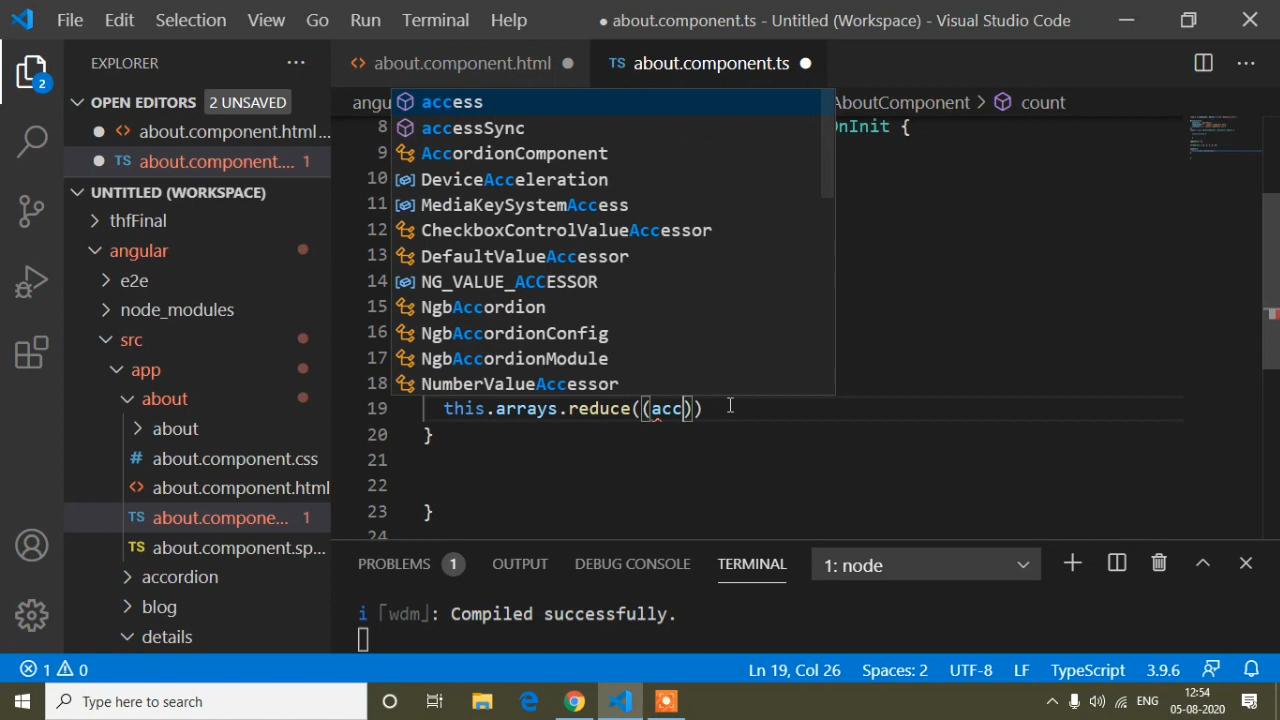 File Edit Selection View Go Run Terminal Help ● about.component.ts - Untitled (Workspace) - Visual Studio Code
2
EXPLORER
OPEN EDITORS 2 UNSAVED
about.component.html...
TS about.component.... 1
UNTITLED (WORKSPACE)
thfFinal
angular
e2e
node_modules
src
app
about
about
# about.component.css
about.component.html
TS about.compone... 1
TS about.component.sp...
accordion
blog
details
<> about.component.html
TS about.component.ts
angu
AboutComponent > count
8 OnInit {
9
10
11
12
13
14
15
16
17
18
19 this.arrays.reduce((acc))
20 }
21
22
23 }
24
access
accessSync
AccordionComponent
DeviceAcceleration
MediaKeySystemAccess
CheckboxControlValueAccessor
DefaultValueAccessor
NG_VALUE_ACCESSOR
NgbAccordion
NgbAccordionConfig
NgbAccordionModule
NumberValueAccessor
PROBLEMS 1 OUTPUT DEBUG CONSOLE TERMINAL 1: node
i ｢wdm｣: Compiled successfully.
1 0 Ln 19, Col 26 Spaces: 2 UTF-8 LF TypeScript 3.9.6
Type here to search
ENG
12:54
05-08-2020